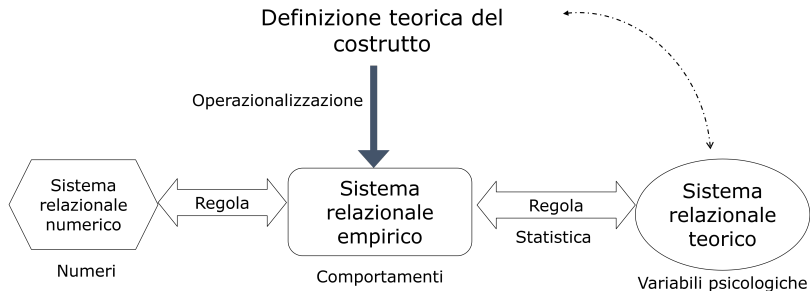 Definizione teorica del
costrutto
Operazionalizzazione
Sistema
relazionale
numerico
Regola
Sistema
relazionale
empirico
Regola
Statistica
Sistema
relazionale
teorico
Numeri
Comportamenti
Variabili psicologiche